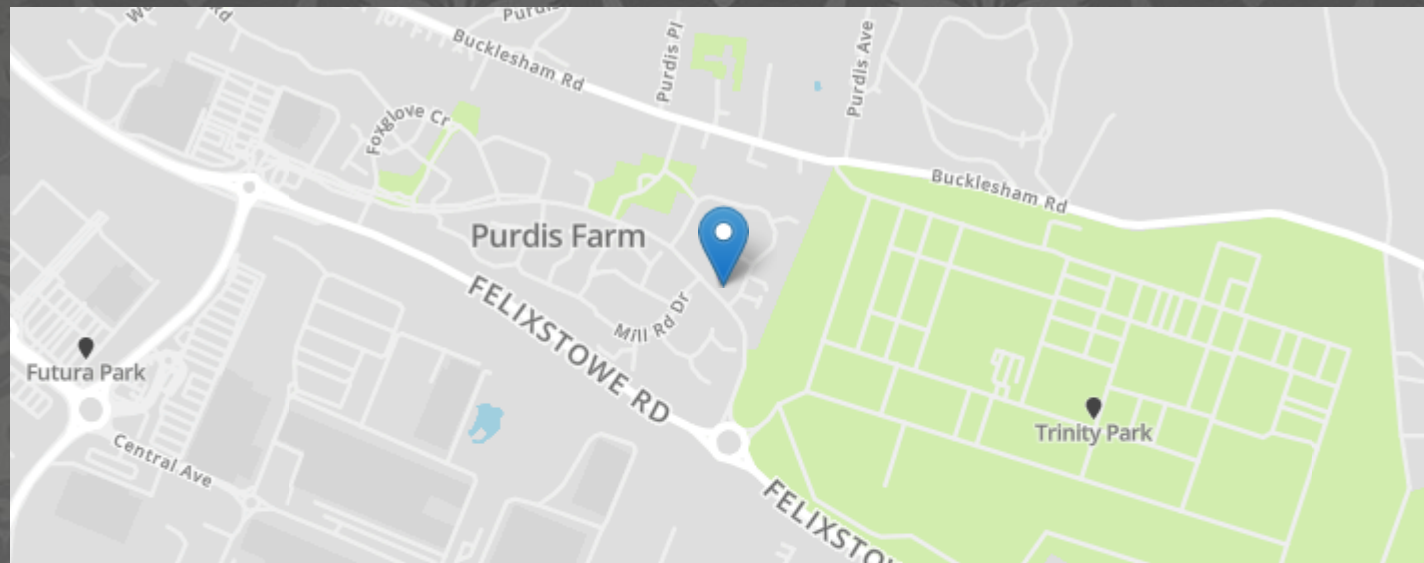 Rd
Bucklesham Rd
Purdis Pl
Purdis Ave
Foxglove Cr
Bucklesham Rd
Purdis Farm
FELIXSTOWE RD
Mill Rd Dr
Futura Park
Trinity Park
Central Ave